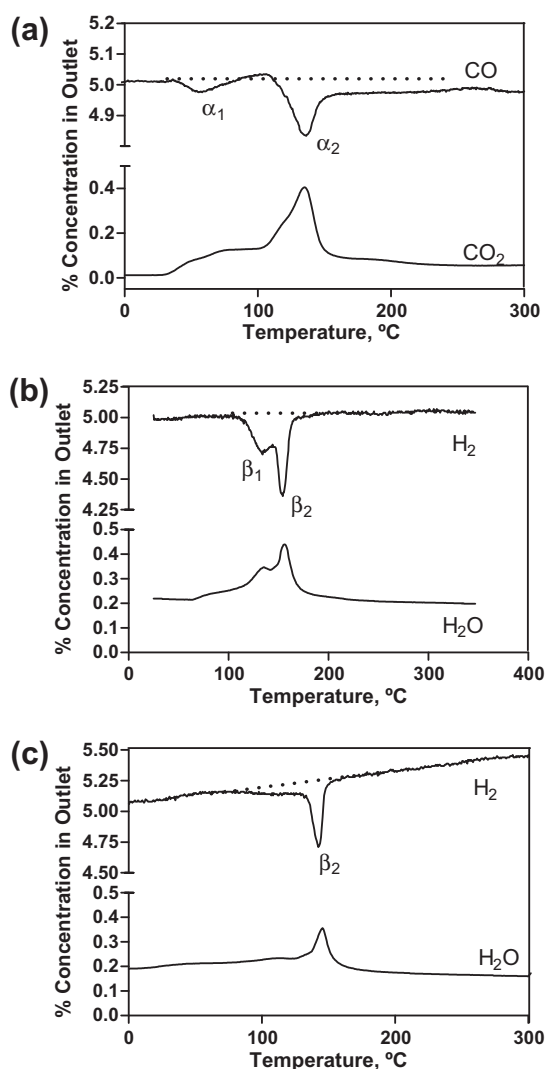 (a)
% Concentration in Outlet
5.2
5.1
5.0
4.9
0.4
0.2
0.0
CO
α1
α2
CO2
0 100 200 300
Temperature, ºC
(b)
% Concentration in Outlet
5.25
5.00
4.75
4.50
4.25
0.5
0.4
0.3
0.2
0.1
0.0
H2
β1
β2
H2O
0 100 200 300 400
Temperature, ºC
(c)
% Concentration in Outlet
5.50
5.25
5.00
4.75
4.50
0.5
0.4
0.3
0.2
0.1
0.0
H2
β2
H2O
0 100 200 300
Temperature, ºC